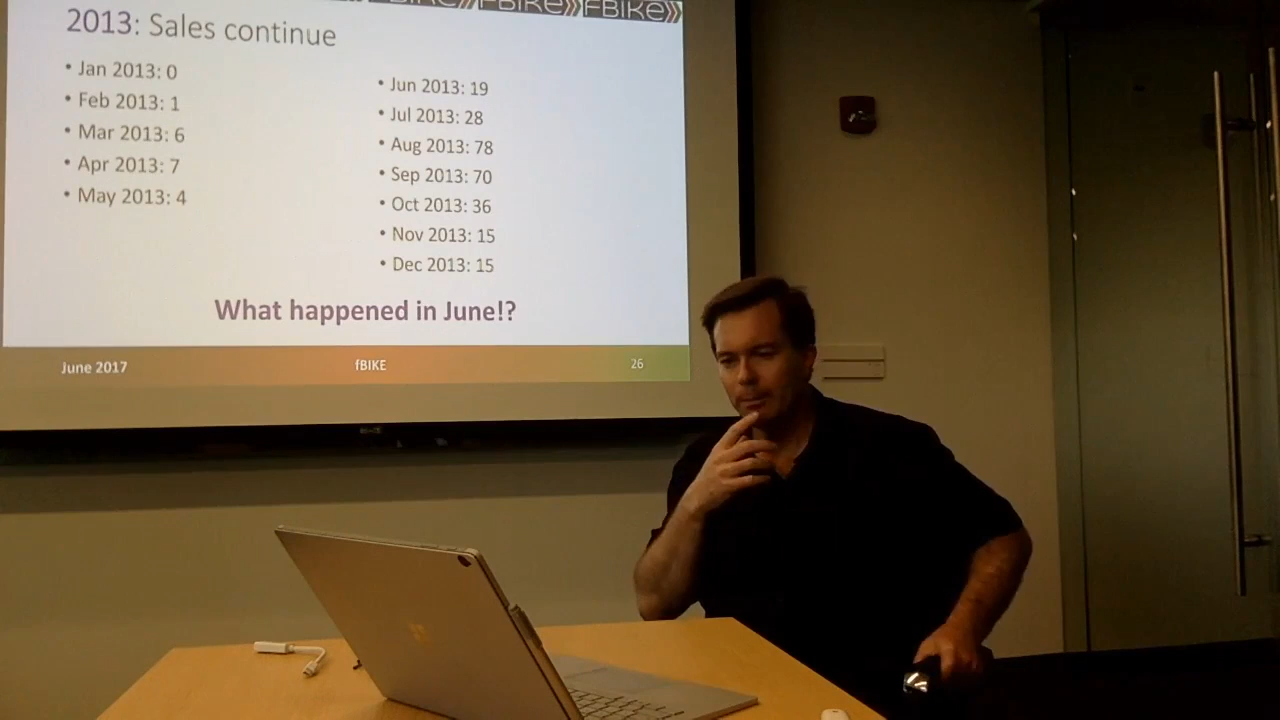 FBIKE FBIKE
2013: Sales continue
• Jan 2013: 0
• Feb 2013: 1
• Mar 2013: 6
• Apr 2013: 7
• May 2013: 4
• Jun 2013: 19
• Jul 2013: 28
• Aug 2013: 78
• Sep 2013: 70
• Oct 2013: 36
• Nov 2013: 15
• Dec 2013: 15
What happened in June!?
June 2017 fBIKE 26